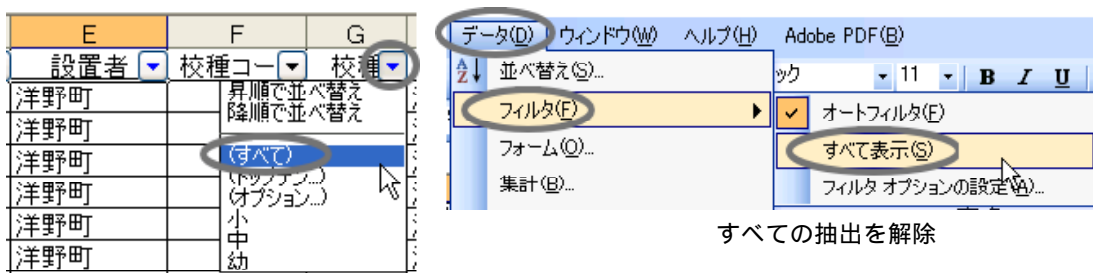 E F G
設置者 校種コー 校種
洋野町 昇順で並べ替え
降順で並べ替え
洋野町
洋野町 (すべて)
(トップテン...)
洋野町 (オプション...)
洋野町 小
中
洋野町 幼
データ(D) ウィンドウ(W) ヘルプ(H) Adobe PDF(B)
並べ替え(S)...
11 B I U
フィルタ(F)
オートフィルタ(F)
フォーム(O)...
すべて表示(S)
集計(B)...
フィルタ オプションの設定(A)...
すべての抽出を解除